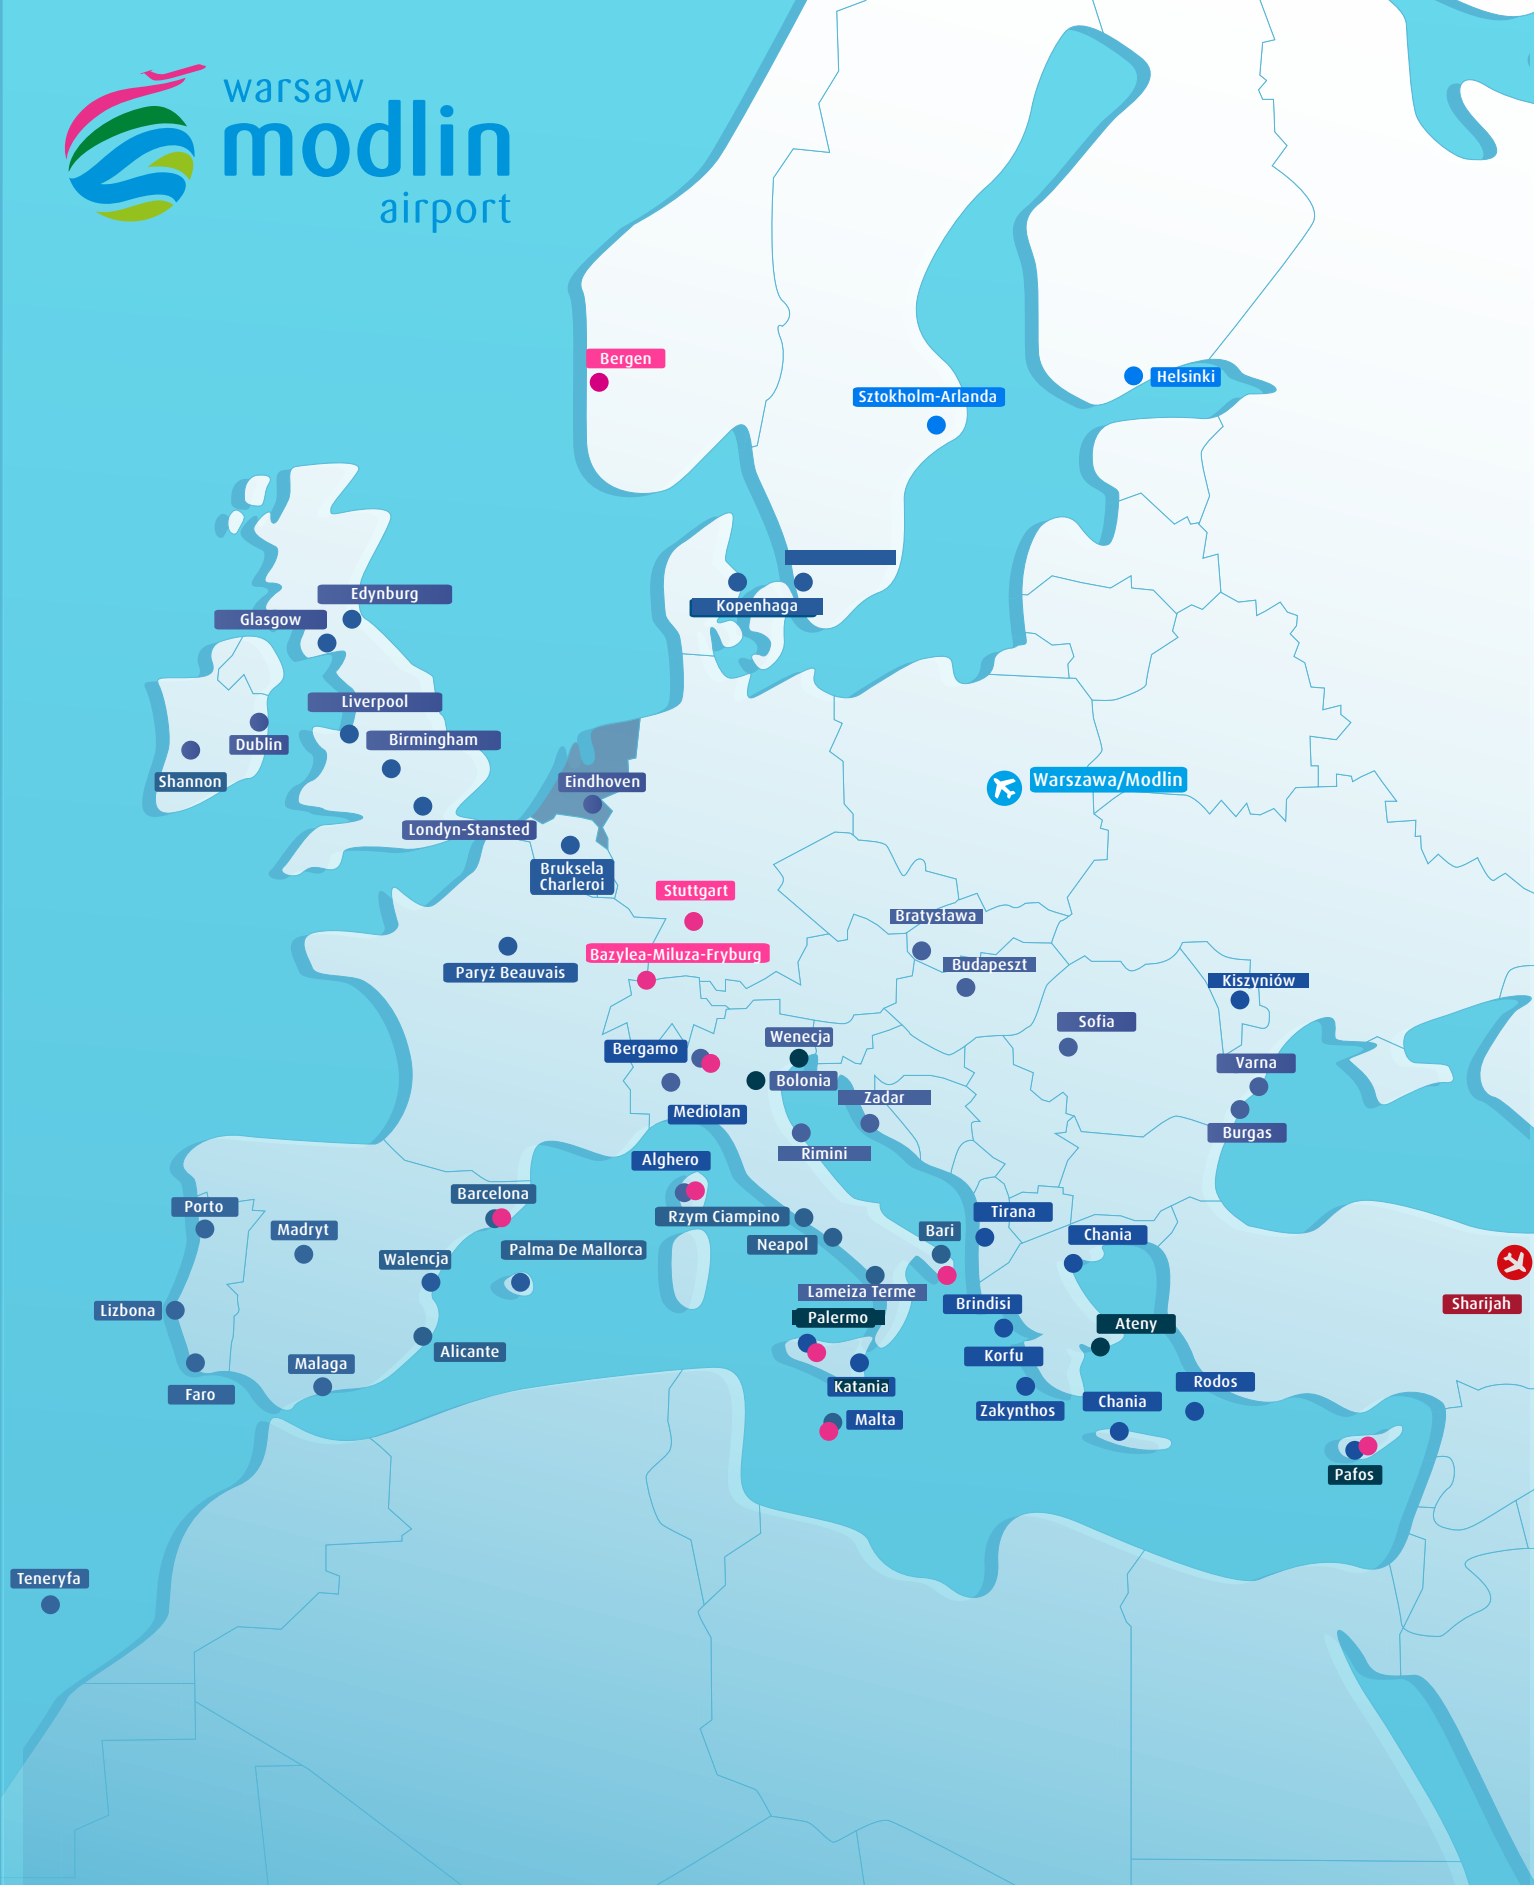 warsaw
modlin
airport
Bergen
Helsinki
Sztokholm-Arlanda
Edynburg
Kopenhaga
Glasgow
Liverpool
Birmingham
Dublin
Shannon
Eindhoven
Warszawa/Modlin
Londyn-Stansted
Bruksela
Charleroi
Stuttgart
Bratysława
Bazylea-Miluza-Fryburg
Budapeszt
Paryż Beauvais
Kiszyniów
Sofia
Wenecja
Bergamo
Varna
Bolonia
Zadar
Mediolan
Burgas
Rimini
Alghero
Barcelona
Porto
Tirana
Rzym Ciampino
Madryt
Bari
Chania
Neapol
Palma De Mallorca
Walencja
Lameiza Terme
Brindisi
Sharijah
Lizbona
Palermo
Ateny
Alicante
Korfu
Malaga
Rodos
Katania
Faro
Chania
Zakynthos
Malta
Pafos
Teneryfa